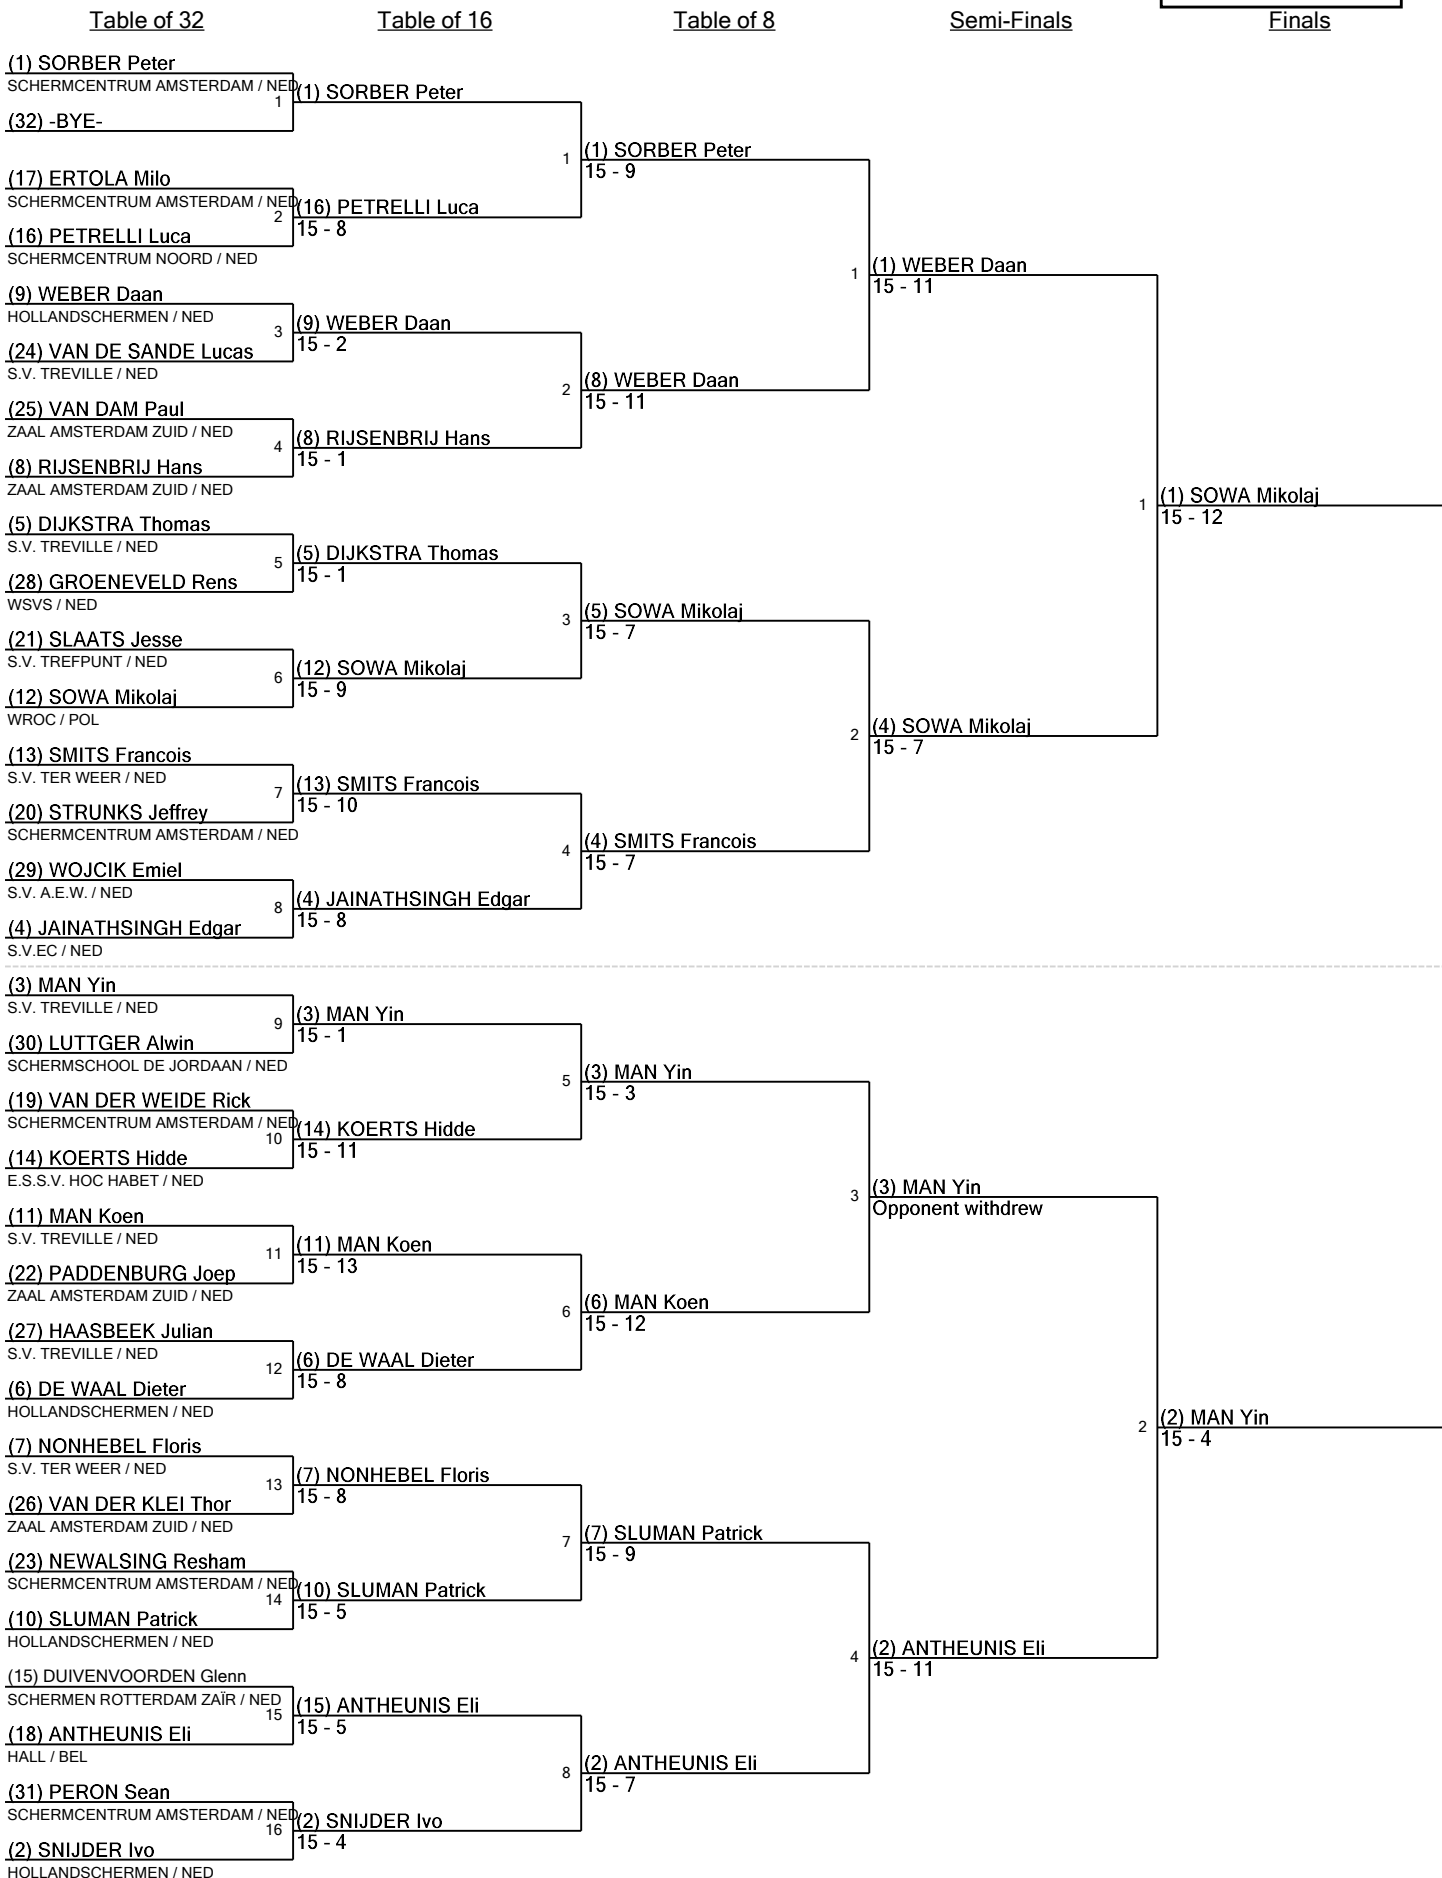 Table of 32
Table of 16
Table of 8
Semi-Finals
Finals
(1) SORBER Peter
SCHERMCENTRUM AMSTERDAM / NED
1
(1) SORBER Peter
(32) -BYE-
1
(1) SORBER Peter
15 - 9
(17) ERTOLA Milo
SCHERMCENTRUM AMSTERDAM / NED
2
(16) PETRELLI Luca
15 - 8
(16) PETRELLI Luca
SCHERMCENTRUM NOORD / NED
1
(1) WEBER Daan
15 - 11
(9) WEBER Daan
HOLLANDSCHERMEN / NED
3
(9) WEBER Daan
15 - 2
(24) VAN DE SANDE Lucas
S.V. TREVILLE / NED
2
(8) WEBER Daan
15 - 11
(25) VAN DAM Paul
ZAAL AMSTERDAM ZUID / NED
4
(8) RIJSENBRIJ Hans
15 - 1
(8) RIJSENBRIJ Hans
ZAAL AMSTERDAM ZUID / NED
1
(1) SOWA Mikolaj
15 - 12
(5) DIJKSTRA Thomas
S.V. TREVILLE / NED
5
(5) DIJKSTRA Thomas
15 - 1
(28) GROENEVELD Rens
WSVS / NED
3
(5) SOWA Mikolaj
15 - 7
(21) SLAATS Jesse
S.V. TREFPUNT / NED
6
(12) SOWA Mikolaj
15 - 9
(12) SOWA Mikolaj
WROC / POL
2
(4) SOWA Mikolaj
15 - 7
(13) SMITS Francois
S.V. TER WEER / NED
7
(13) SMITS Francois
15 - 10
(20) STRUNKS Jeffrey
SCHERMCENTRUM AMSTERDAM / NED
4
(4) SMITS Francois
15 - 7
(29) WOJCIK Emiel
S.V. A.E.W. / NED
8
(4) JAINATHSINGH Edgar
15 - 8
(4) JAINATHSINGH Edgar
S.V.EC / NED
(3) MAN Yin
S.V. TREVILLE / NED
9
(3) MAN Yin
15 - 1
(30) LUTTGER Alwin
SCHERMSCHOOL DE JORDAAN / NED
5
(3) MAN Yin
15 - 3
(19) VAN DER WEIDE Rick
SCHERMCENTRUM AMSTERDAM / NED
10
(14) KOERTS Hidde
15 - 11
(14) KOERTS Hidde
E.S.S.V. HOC HABET / NED
3
(3) MAN Yin
Opponent withdrew
(11) MAN Koen
S.V. TREVILLE / NED
11
(11) MAN Koen
15 - 13
(22) PADDENBURG Joep
ZAAL AMSTERDAM ZUID / NED
6
(6) MAN Koen
15 - 12
(27) HAASBEEK Julian
S.V. TREVILLE / NED
12
(6) DE WAAL Dieter
15 - 8
(6) DE WAAL Dieter
HOLLANDSCHERMEN / NED
2
(2) MAN Yin
15 - 4
(7) NONHEBEL Floris
S.V. TER WEER / NED
13
(7) NONHEBEL Floris
15 - 8
(26) VAN DER KLEI Thor
ZAAL AMSTERDAM ZUID / NED
7
(7) SLUMAN Patrick
15 - 9
(23) NEWALSING Resham
SCHERMCENTRUM AMSTERDAM / NED
14
(10) SLUMAN Patrick
15 - 5
(10) SLUMAN Patrick
HOLLANDSCHERMEN / NED
4
(2) ANTHEUNIS Eli
15 - 11
(15) DUIVENVOORDEN Glenn
SCHERMEN ROTTERDAM ZAÏR / NED
15
(15) ANTHEUNIS Eli
15 - 5
(18) ANTHEUNIS Eli
HALL / BEL
8
(2) ANTHEUNIS Eli
15 - 7
(31) PERON Sean
SCHERMCENTRUM AMSTERDAM / NED
16
(2) SNIJDER Ivo
15 - 4
(2) SNIJDER Ivo
HOLLANDSCHERMEN / NED